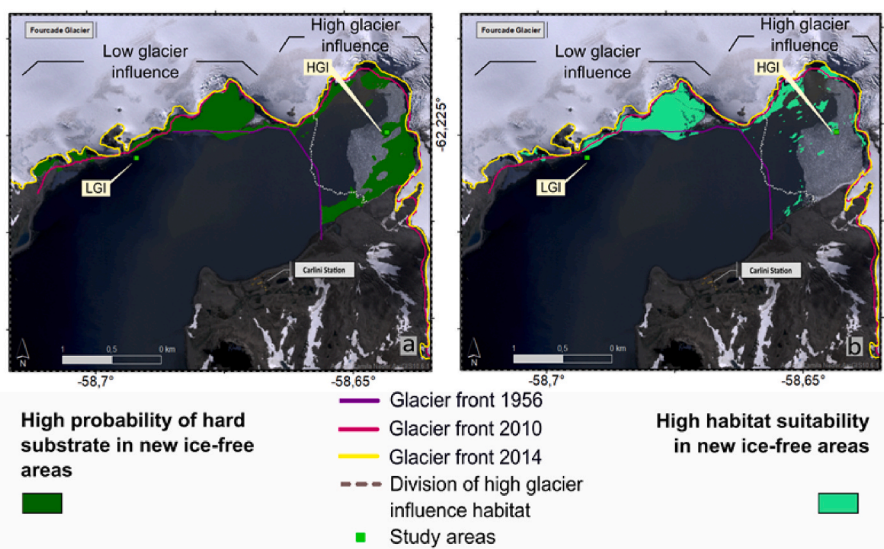 Fourcade Glacier
Low glacier
influence
High glacier
influence
HGI
LGI
Carlini Station
1 0,5 0 km
N
a
-58,7°
-58,65°
-62,225°
Fourcade Glacier
Low glacier
influence
High glacier
influence
HGI
LGI
Carlini Station
1 0,5 0 km
N
b
-58,7°
-58,65°
High probability of hard
substrate in new ice-free
areas
Glacier front 1956
Glacier front 2010
Glacier front 2014
Division of high glacier
influence habitat
Study areas
High habitat suitability
in new ice-free areas